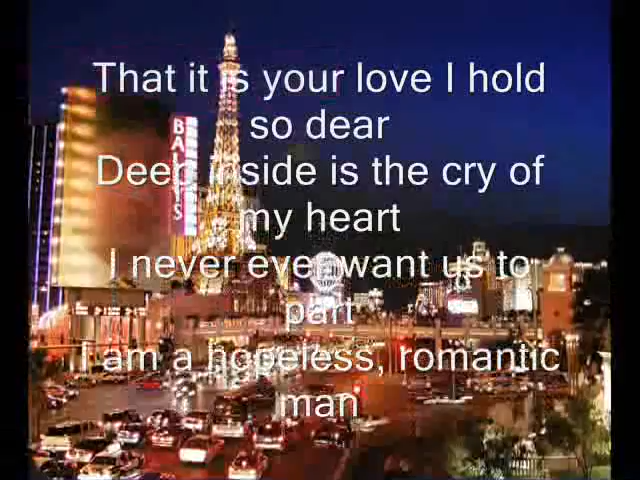 That it is your love I hold
so dear
Deep inside is the cry of
my heart
I never ever want us to
part
I am a hopeless, romantic
man
BALLYS